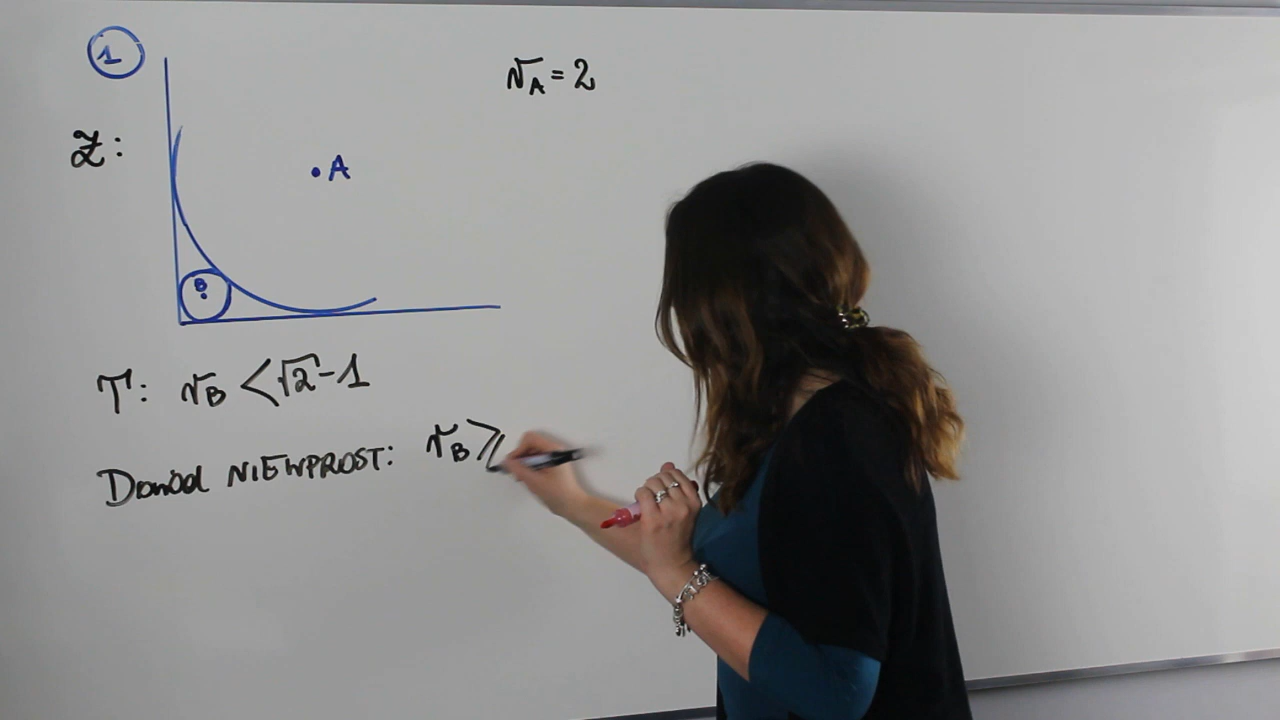 1
r_A = 2
Z:
A
B
T: r_B < √2 - 1
Dowód NIEWPROST: r_B ≥